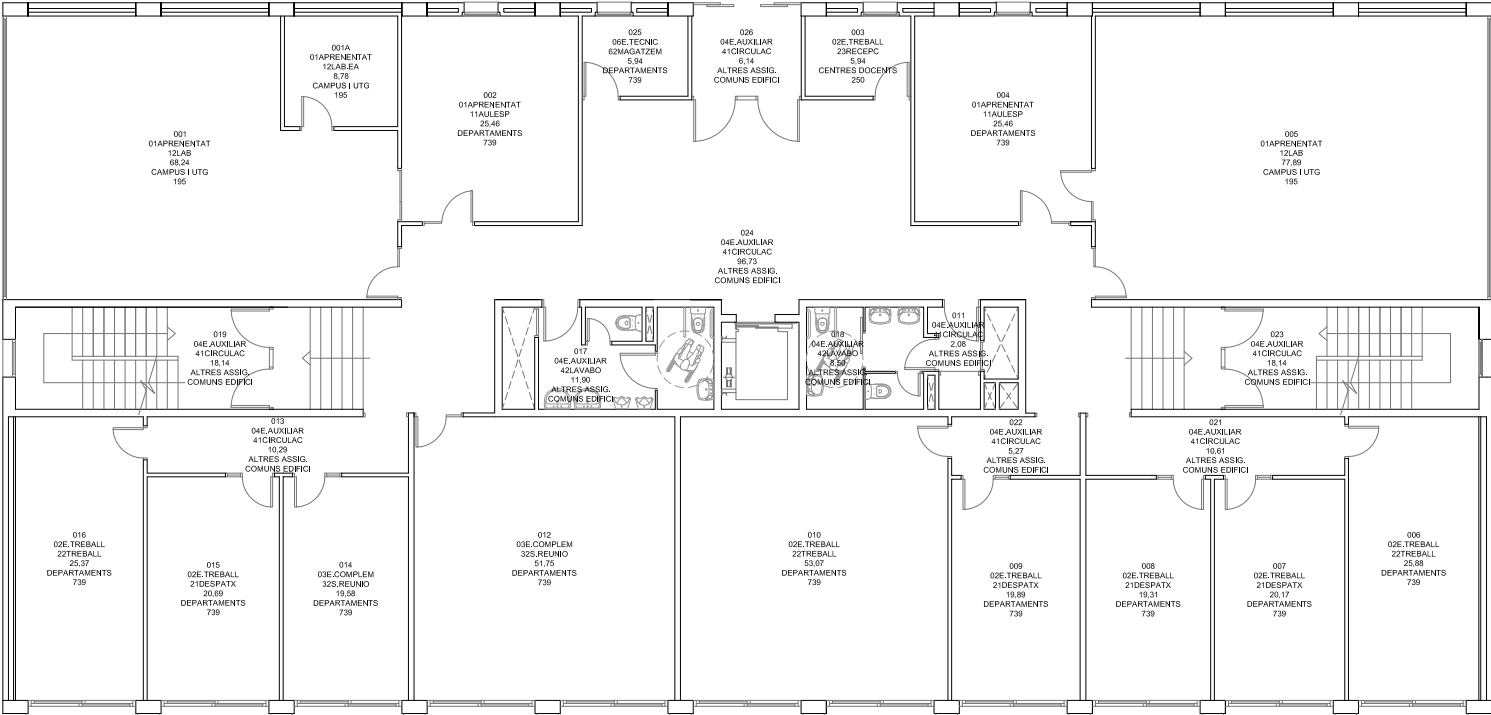 001A
01APRENENTAT
12LAB.EA
8,78
CAMPUS I UTG
195
025
06E.TECNIC
62MAGATZEM
5,94
DEPARTAMENTS
739
026
04E.AUXILIAR
41CIRCULAC
6,14
ALTRES ASSIG.
COMUNS EDIFICI
003
02E.TREBALL
23RECEPC
5,94
CENTRES DOCENTS
250
001
01APRENENTAT
12LAB
68,24
CAMPUS I UTG
195
002
01APRENENTAT
11AULESP
25,46
DEPARTAMENTS
739
004
01APRENENTAT
11AULESP
25,46
DEPARTAMENTS
739
005
01APRENENTAT
12LAB
77,89
CAMPUS I UTG
195
024
04E.AUXILIAR
41CIRCULAC
96,73
ALTRES ASSIG.
COMUNS EDIFICI
019
04E.AUXILIAR
41CIRCULAC
18,14
ALTRES ASSIG.
COMUNS EDIFICI
017
04E.AUXILIAR
42LAVABO
11,90
ALTRES ASSIG.
COMUNS EDIFICI
018
04E.AUXILIAR
42LAVABO
8,50
ALTRES ASSIG.
COMUNS EDIFICI
011
04E.AUXILIAR
41CIRCULAC
2,08
ALTRES ASSIG.
COMUNS EDIFICI
023
04E.AUXILIAR
41CIRCULAC
18,14
ALTRES ASSIG.
COMUNS EDIFICI
013
04E.AUXILIAR
41CIRCULAC
10,29
ALTRES ASSIG.
COMUNS EDIFICI
022
04E.AUXILIAR
41CIRCULAC
5,27
ALTRES ASSIG.
COMUNS EDIFICI
021
04E.AUXILIAR
41CIRCULAC
10,61
ALTRES ASSIG.
COMUNS EDIFICI
016
02E.TREBALL
22TREBALL
25,37
DEPARTAMENTS
739
015
02E.TREBALL
21DESPATX
20,69
DEPARTAMENTS
739
014
03E.COMPLEM
32S.REUNIO
19,58
DEPARTAMENTS
739
012
03E.COMPLEM
32S.REUNIO
51,75
DEPARTAMENTS
739
010
02E.TREBALL
22TREBALL
53,07
DEPARTAMENTS
739
009
02E.TREBALL
21DESPATX
19,89
DEPARTAMENTS
739
008
02E.TREBALL
21DESPATX
19,31
DEPARTAMENTS
739
007
02E.TREBALL
21DESPATX
20,17
DEPARTAMENTS
739
006
02E.TREBALL
22TREBALL
25,88
DEPARTAMENTS
739